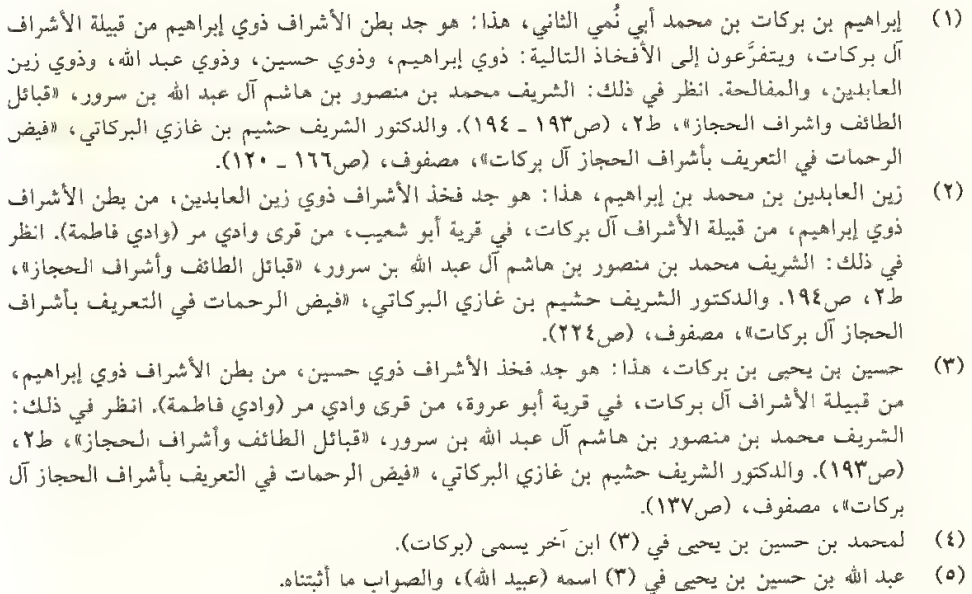 (١) إبراهيم بن بركات بن محمد أبي نُمي الثاني، هذا: هو جد بطن الأشراف ذوي إبراهيم من قبيلة الأشراف
آل بركات، ويتفرَّعون إلى الأفخاذ التالية: ذوي إبراهيم، وذوي حسين، وذوي عبد الله، وذوي زين
العابدين، والمفالحة. انظر في ذلك: الشريف محمد بن منصور بن هاشم آل عبد الله بن سرور، «قبائل
الطائف واشراف الحجاز»، ط٢، (ص١٩٣ ـ ١٩٤). والدكتور الشريف حشيم بن غازي البركاتي، «فيض
الرحمات في التعريف بأشراف الحجاز آل بركات»، مصفوف، (ص١٦٦ ـ ١٢٠).
(٢) زين العابدين بن محمد بن إبراهيم، هذا: هو جد فخذ الأشراف ذوي زين العابدين، من بطن الأشراف
ذوي إبراهيم، من قبيلة الأشراف آل بركات، في قرية أبو شعيب، من قرى وادي مر (وادي فاطمة). انظر
في ذلك: الشريف محمد بن منصور بن هاشم آل عبد الله بن سرور، «قبائل الطائف وأشراف الحجاز»،
ط٢، ص١٩٤. والدكتور الشريف حشيم بن غازي البركاتي، «فيض الرحمات في التعريف بأشراف
الحجاز آل بركات»، مصفوف، (ص٢٢٤).
(٣) حسين بن يحيى بن بركات، هذا: هو جد فخذ الأشراف ذوي حسين، من بطن الأشراف ذوي إبراهيم،
من قبيلة الأشراف آل بركات، في قرية أبو عروة، من قرى وادي مر (وادي فاطمة). انظر في ذلك:
الشريف محمد بن منصور بن هاشم آل عبد الله بن سرور، «قبائل الطائف وأشراف الحجاز»، ط٢،
(ص١٩٣). والدكتور الشريف حشيم بن غازي البركاتي، «فيض الرحمات في التعريف بأشراف الحجاز آل
بركات»، مصفوف، (ص١٣٧).
(٤) لمحمد بن حسين بن يحيى في (٣) ابن آخر يسمى (بركات).
(٥) عبد الله بن حسين بن يحيى في (٣) اسمه (عبيد الله)، والصواب ما أثبتناه.